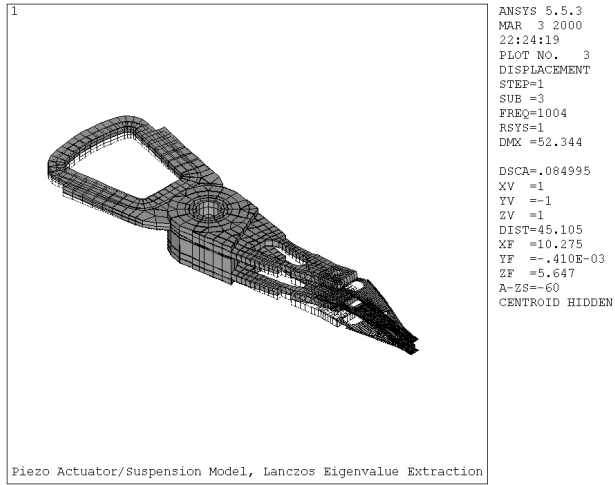 1
ANSYS 5.5.3
MAR  3 2000
22:24:19
PLOT NO.   3
DISPLACEMENT
STEP=1
SUB =3
FREQ=1004
RSYS=1
DMX =52.344
DSCA=.084995
XV  =1
YV  =-1
ZV  =1
DIST=45.105
XF  =10.275
YF  =-.410E-03
ZF  =5.647
A-ZS=-60
CENTROID HIDDEN
Piezo Actuator/Suspension Model, Lanczos Eigenvalue Extraction